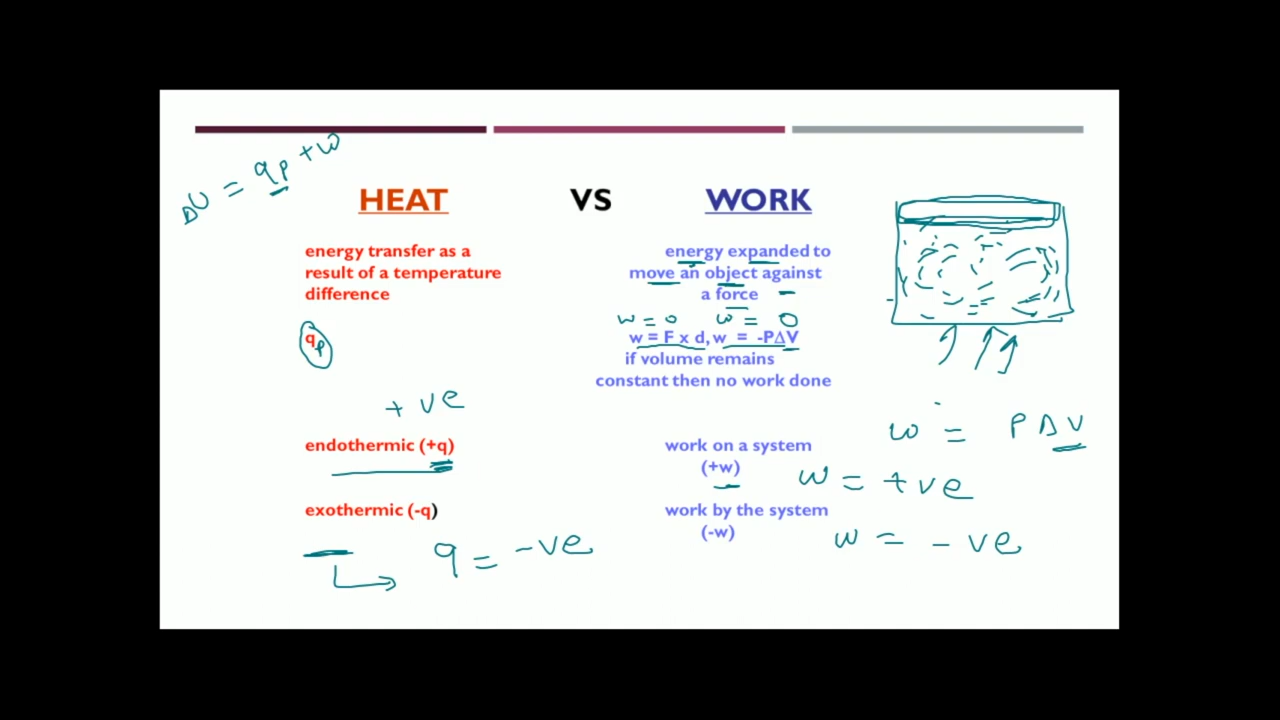 ΔU = qp + w
HEAT VS WORK
energy transfer as a
result of a temperature
difference
energy expanded to
move an object against
a force
w = 0 w = 0
qp
w = F x d, w = -PΔV
if volume remains
constant then no work done
+ve
w = PΔV
endothermic (+q)
work on a system
(+w)
w = +ve
exothermic (-q)
work by the system
(-w)
w = -ve
q = -ve